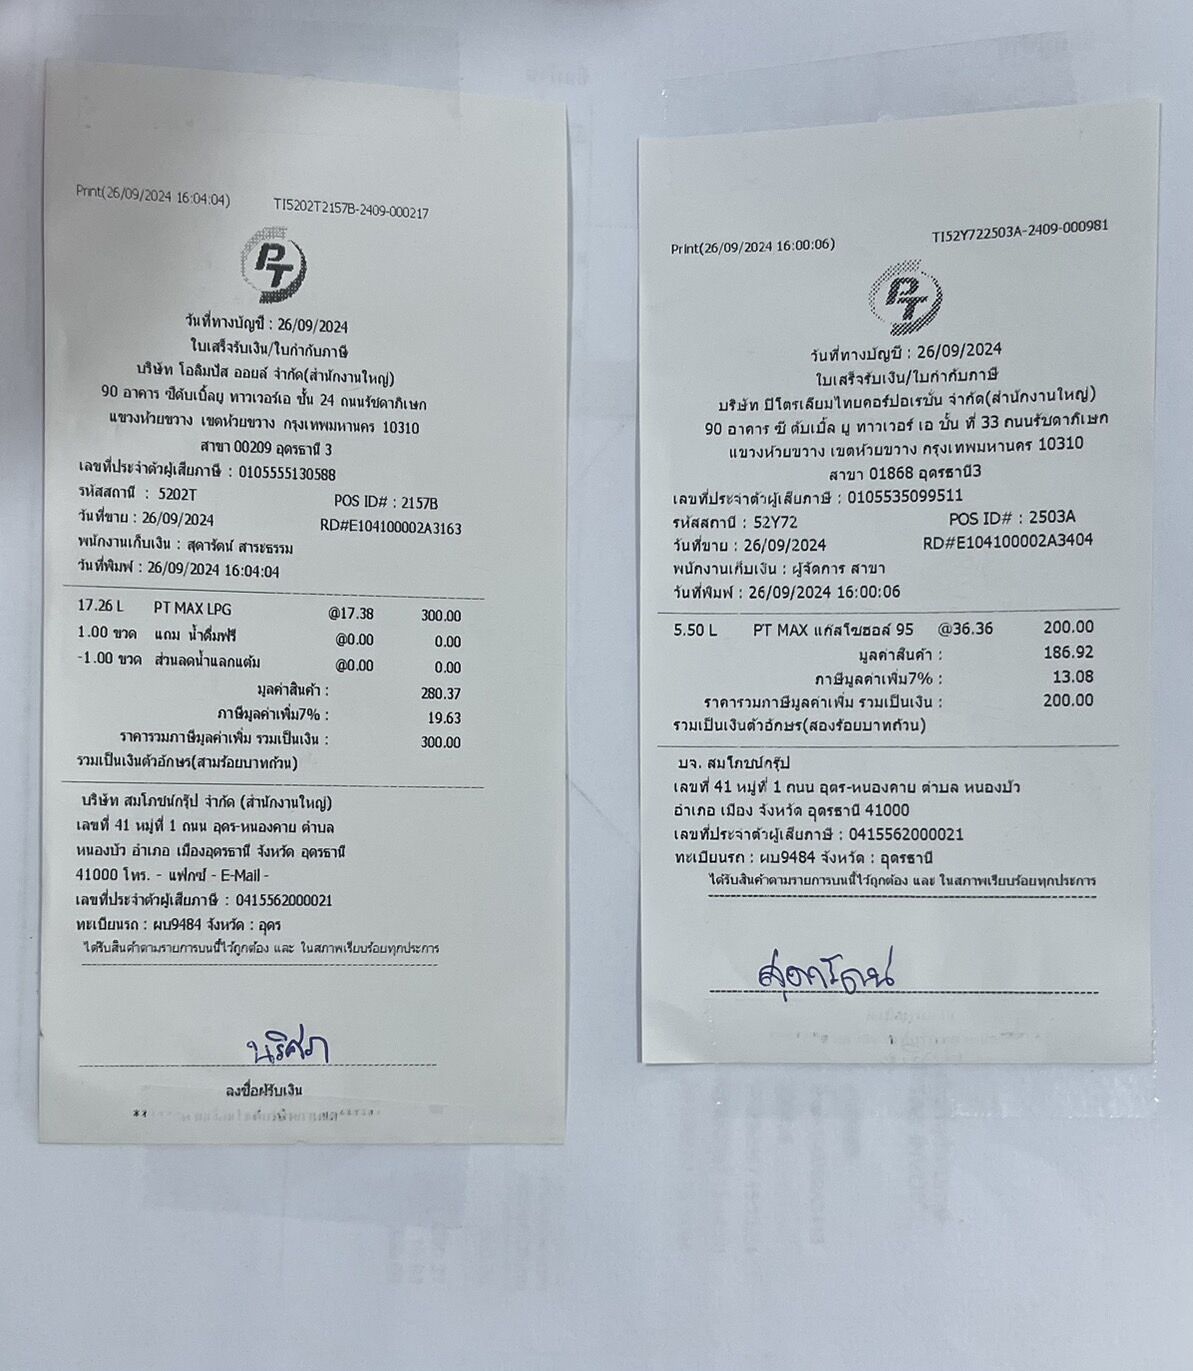 Print(26/09/2024 16:04:04) TI5202T2157B-2409-000217
PT
วันที่ทางบัญชี : 26/09/2024
ใบเสร็จรับเงิน/ใบกำกับภาษี
บริษัท โอลิมปัส ออยล์ จำกัด(สำนักงานใหญ่)
90 อาคาร ซีดับเบิ้ลยู ทาวเวอร์เอ ชั้น 24 ถนนรัชดาภิเษก
แขวงห้วยขวาง เขตห้วยขวาง กรุงเทพมหานคร 10310
สาขา 00209 อุดรธานี 3
เลขที่ประจำตัวผู้เสียภาษี : 0105555130588
รหัสสถานี : 5202T POS ID# : 2157B
วันที่ขาย : 26/09/2024 RD#E104100002A3163
พนักงานเก็บเงิน : สุดารัตน์ สาระธรรม
วันที่พิมพ์ : 26/09/2024 16:04:04
17.26 L PT MAX LPG @17.38 300.00
1.00 ขวด แถม น้ำดื่มฟรี @0.00 0.00
-1.00 ขวด ส่วนลดน้ำแลกแต้ม @0.00 0.00
มูลค่าสินค้า : 280.37
ภาษีมูลค่าเพิ่ม7% : 19.63
ราคารวมภาษีมูลค่าเพิ่ม รวมเป็นเงิน : 300.00
รวมเป็นเงินตัวอักษร(สามร้อยบาทถ้วน)
บริษัท สมโภชน์กรุ๊ป จำกัด (สำนักงานใหญ่)
เลขที่ 41 หมู่ที่ 1 ถนน อุดร-หนองคาย ตำบล
หนองบัว อำเภอ เมืองอุดรธานี จังหวัด อุดรธานี
41000 โทร. - แฟกซ์ - E-Mail -
เลขที่ประจำตัวผู้เสียภาษี : 0415562000021
ทะเบียนรถ : ผบ9484 จังหวัด : อุดร
ได้รับสินค้าตามรายการบนนี้ไว้ถูกต้อง และ ในสภาพเรียบร้อยทุกประการ
นริศรา
ลงชื่อผู้รับเงิน
Print(26/09/2024 16:00:06) TI52Y722503A-2409-000981
PT
วันที่ทางบัญชี : 26/09/2024
ใบเสร็จรับเงิน/ใบกำกับภาษี
บริษัท ปิโตรเลียมไทยคอร์ปอเรชั่น จำกัด(สำนักงานใหญ่)
90 อาคาร ซี ดับเบิ้ล ยู ทาวเวอร์ เอ ชั้น ที่ 33 ถนนรัชดาภิเษก
แขวงห้วยขวาง เขตห้วยขวาง กรุงเทพมหานคร 10310
สาขา 01868 อุดรธานี3
เลขที่ประจำตัวผู้เสียภาษี : 0105535099511
รหัสสถานี : 52Y72 POS ID# : 2503A
วันที่ขาย : 26/09/2024 RD#E104100002A3404
พนักงานเก็บเงิน : ผู้จัดการ สาขา
วันที่พิมพ์ : 26/09/2024 16:00:06
5.50 L PT MAX แก๊สโซฮอล์ 95 @36.36 200.00
มูลค่าสินค้า : 186.92
ภาษีมูลค่าเพิ่ม7% : 13.08
ราคารวมภาษีมูลค่าเพิ่ม รวมเป็นเงิน : 200.00
รวมเป็นเงินตัวอักษร(สองร้อยบาทถ้วน)
บจ. สมโภชน์กรุ๊ป
เลขที่ 41 หมู่ที่ 1 ถนน อุดร-หนองคาย ตำบล หนองบัว
อำเภอ เมือง จังหวัด อุดรธานี 41000
เลขที่ประจำตัวผู้เสียภาษี : 0415562000021
ทะเบียนรถ : ผบ9484 จังหวัด : อุดรธานี
ได้รับสินค้าตามรายการบนนี้ไว้ถูกต้อง และ ในสภาพเรียบร้อยทุกประการ
สุดารัตน์